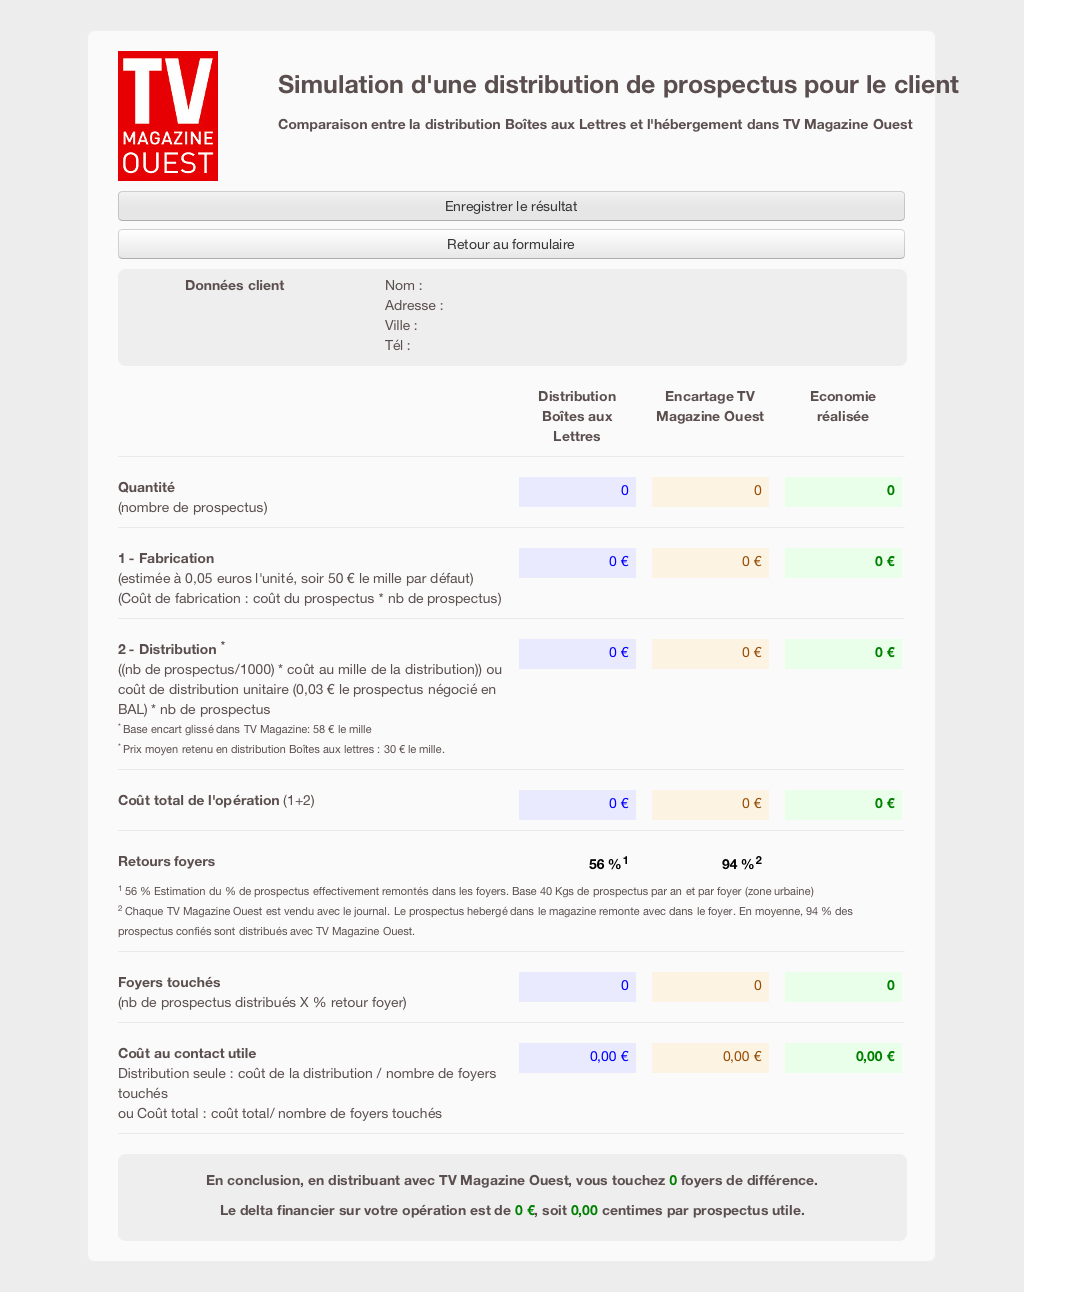 TV
MAGAZINE
OUEST
Simulation d'une distribution de prospectus pour le client
Comparaison entre la distribution Boîtes aux Lettres et l'hébergement dans TV Magazine Ouest
Enregistrer le résultat
Retour au formulaire
Données client
Nom :
Adresse :
Ville :
Tél :
Distribution
Boîtes aux
Lettres
Encartage TV
Magazine Ouest
Economie
réalisée
Quantité
(nombre de prospectus)
0 0 0
1 - Fabrication
(estimée à 0,05 euros l'unité, soir 50 € le mille par défaut)
(Coût de fabrication : coût du prospectus * nb de prospectus)
0 € 0 € 0 €
2 - Distribution *
((nb de prospectus/1000) * coût au mille de la distribution)) ou
coût de distribution unitaire (0,03 € le prospectus négocié en
BAL) * nb de prospectus
* Base encart glissé dans TV Magazine: 58 € le mille
* Prix moyen retenu en distribution Boîtes aux lettres : 30 € le mille.
0 € 0 € 0 €
Coût total de l'opération (1+2)
0 € 0 € 0 €
Retours foyers
56 %1 94 %2
1 56 % Estimation du % de prospectus effectivement remontés dans les foyers. Base 40 Kgs de prospectus par an et par foyer (zone urbaine)
2 Chaque TV Magazine Ouest est vendu avec le journal. Le prospectus hebergé dans le magazine remonte avec dans le foyer. En moyenne, 94 % des
prospectus confiés sont distribués avec TV Magazine Ouest.
Foyers touchés
(nb de prospectus distribués X % retour foyer)
0 0 0
Coût au contact utile
Distribution seule : coût de la distribution / nombre de foyers
touchés
ou Coût total : coût total/ nombre de foyers touchés
0,00 € 0,00 € 0,00 €
En conclusion, en distribuant avec TV Magazine Ouest, vous touchez 0 foyers de différence.
Le delta financier sur votre opération est de 0 €, soit 0,00 centimes par prospectus utile.